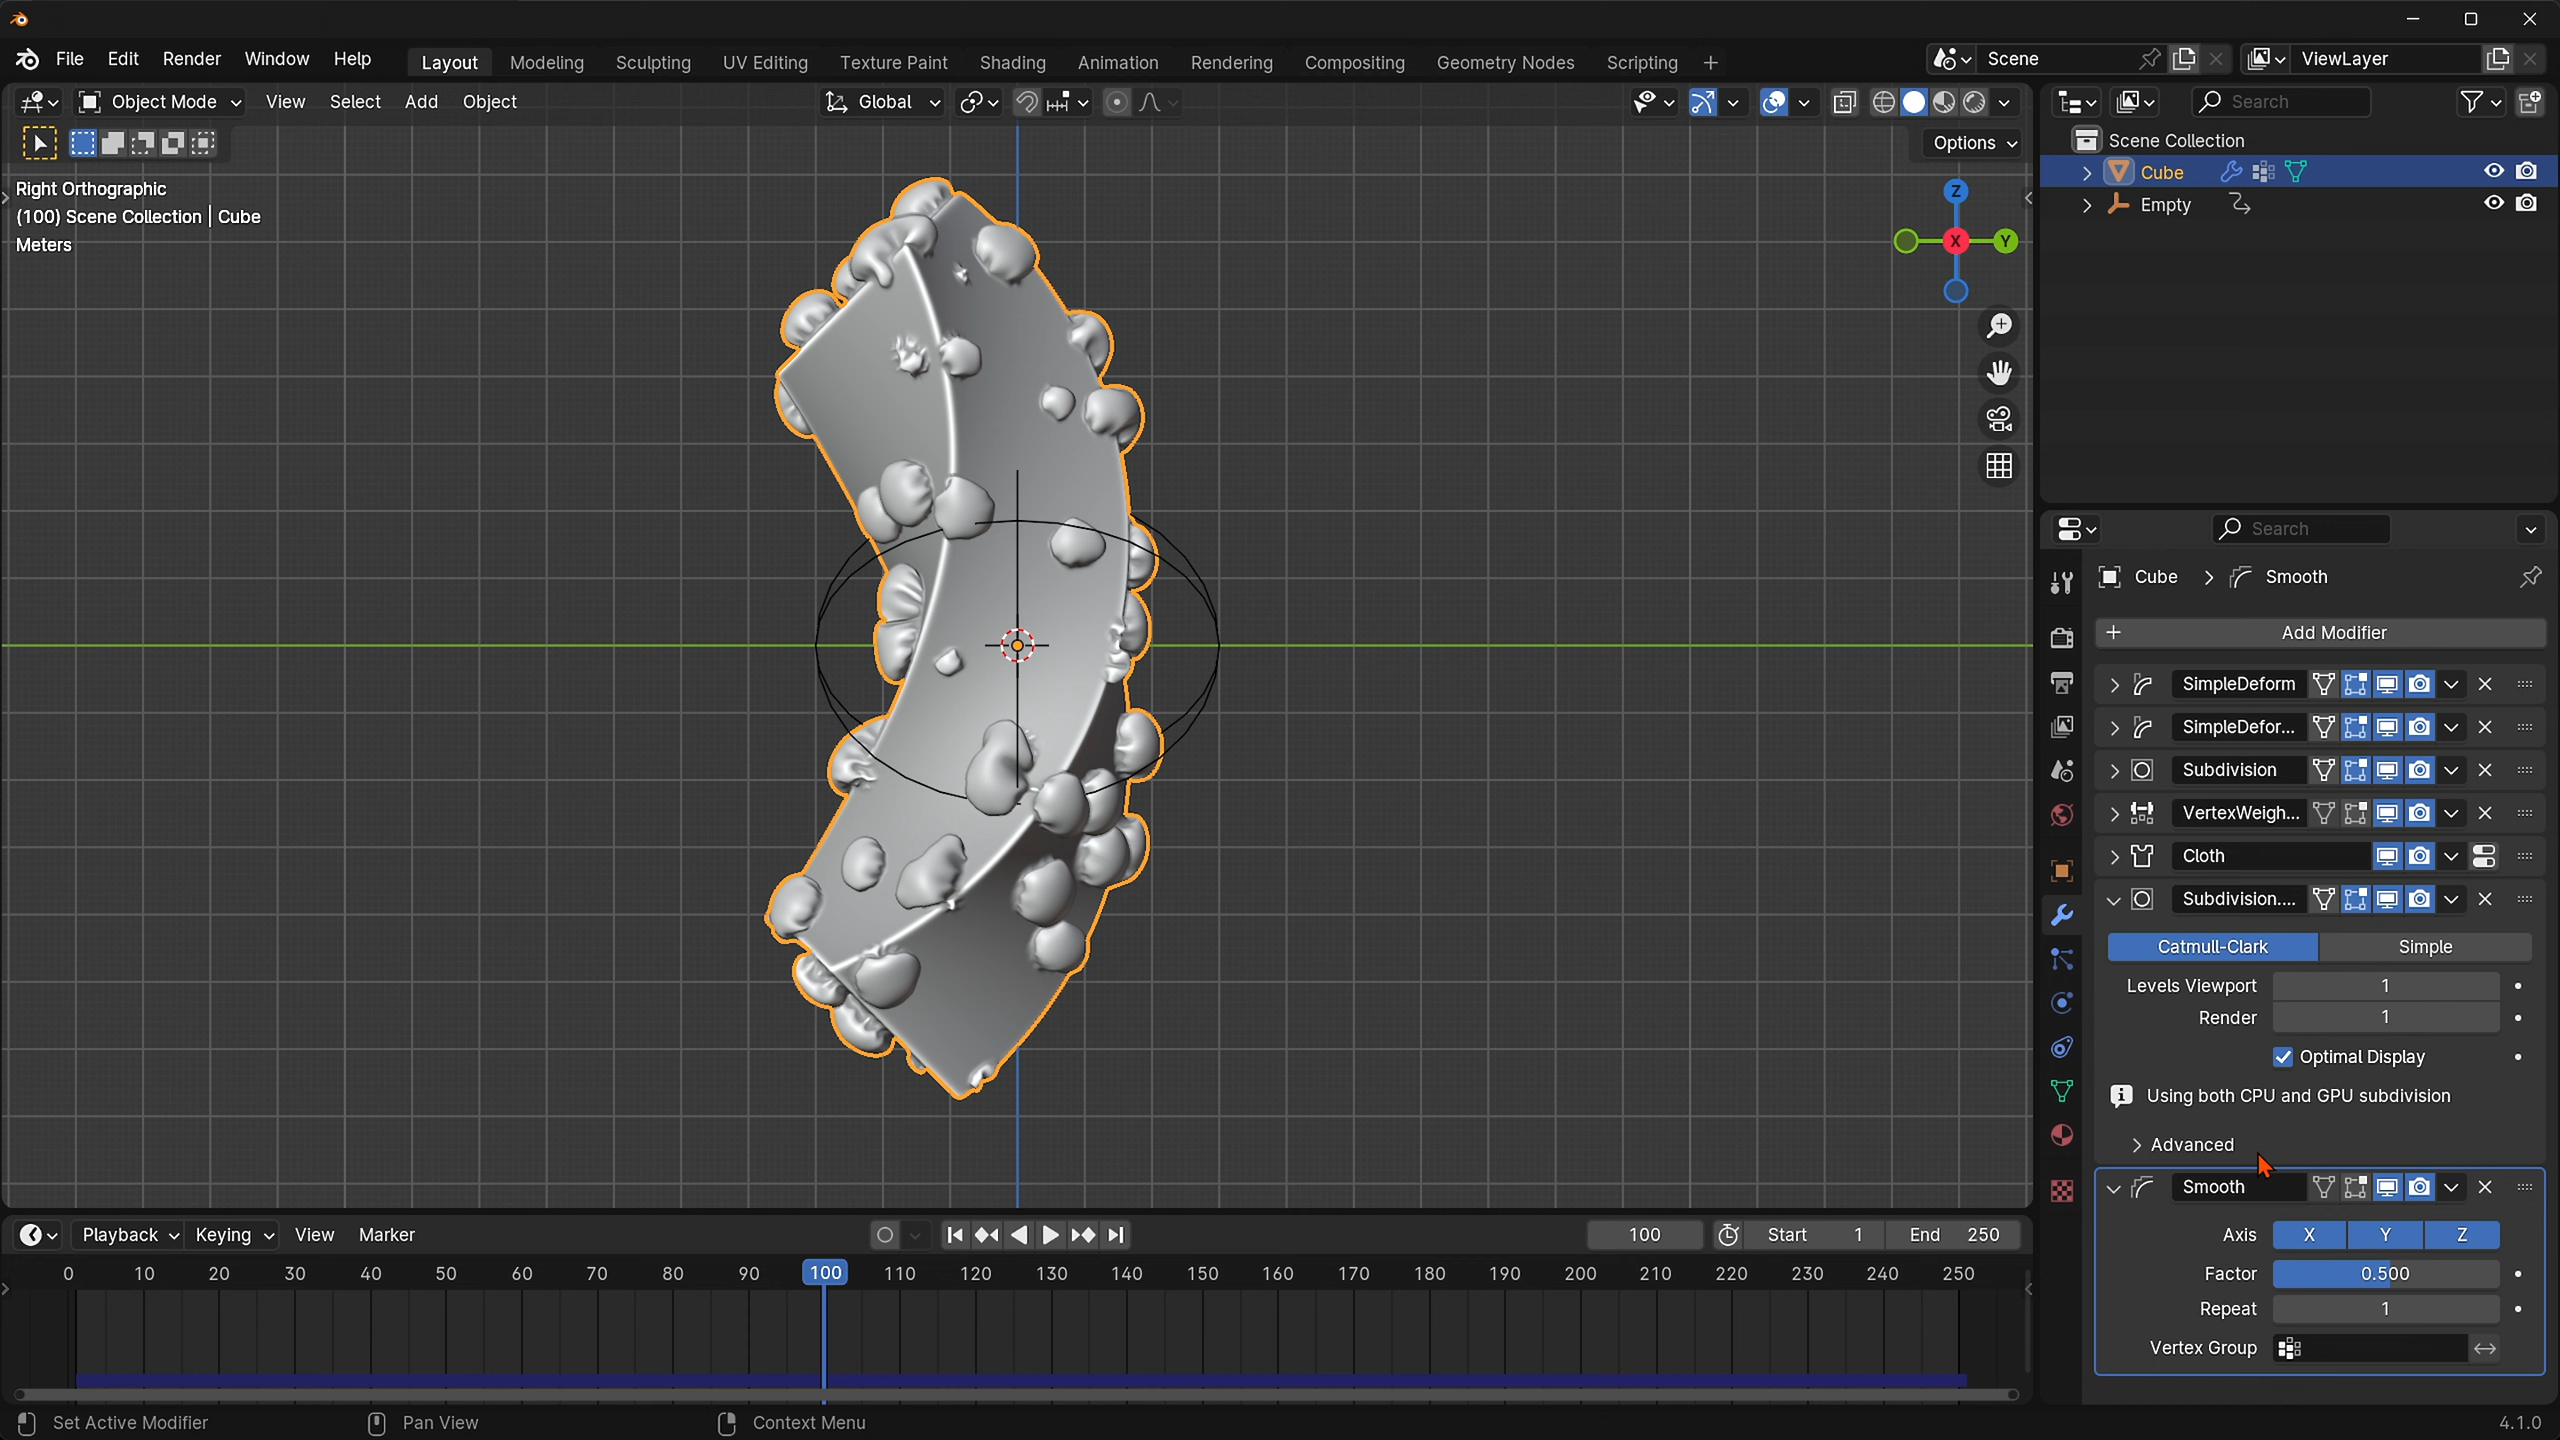 File Edit Render Window Help Layout Modeling Sculpting UV Editing Texture Paint Shading Animation Rendering Compositing Geometry Nodes Scripting + Scene ViewLayer
Object Mode View Select Add Object Global Search
Options
Right Orthographic
(100) Scene Collection | Cube
Meters
Z
X
Y
Scene Collection
Cube
Empty
Search
Cube > Smooth
+ Add Modifier
SimpleDeform
SimpleDefor...
Subdivision
VertexWeigh...
Cloth
Subdivision....
Catmull-Clark Simple
Levels Viewport 1
Render 1
Optimal Display
Using both CPU and GPU subdivision
Advanced
Smooth
Axis X Y Z
Factor 0.500
Repeat 1
Vertex Group
Playback Keying View Marker 100 Start 1 End 250
0 10 20 30 40 50 60 70 80 90 100 110 120 130 140 150 160 170 180 190 200 210 220 230 240 250
Set Active Modifier Pan View Context Menu 4.1.0